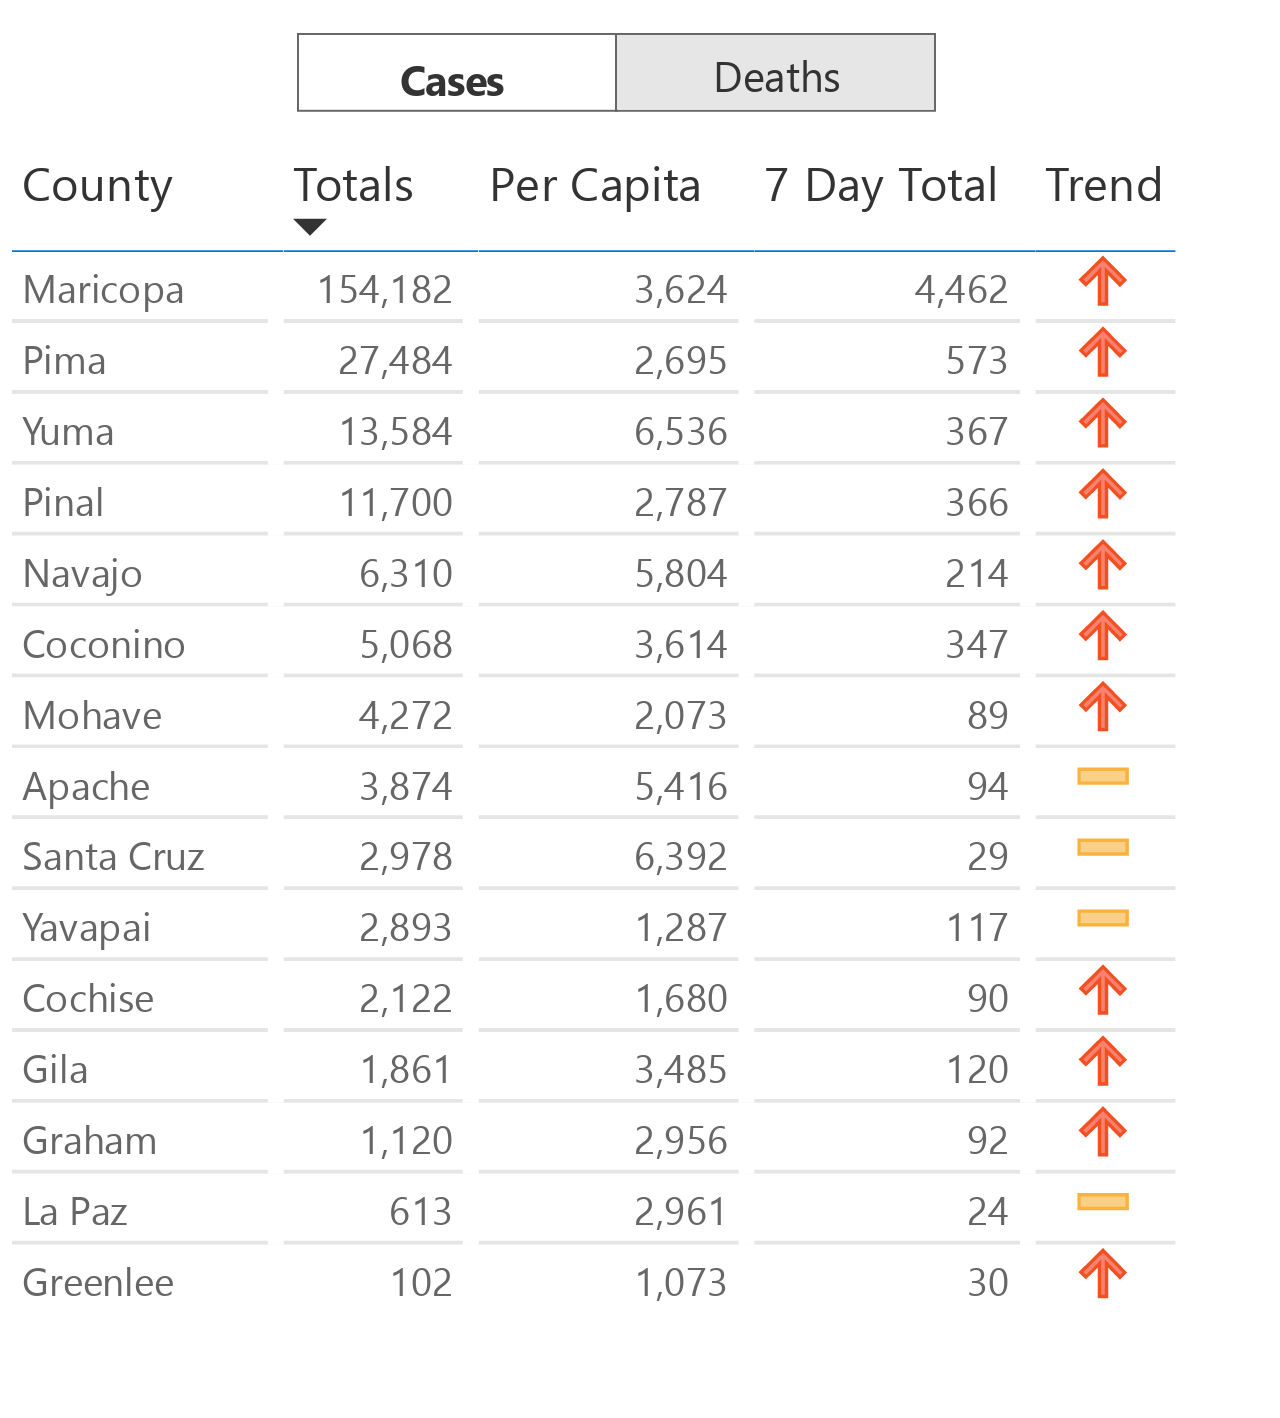 Cases Deaths
County Totals Per Capita 7 Day Total Trend
Maricopa 154,182 3,624 4,462
Pima 27,484 2,695 573
Yuma 13,584 6,536 367
Pinal 11,700 2,787 366
Navajo 6,310 5,804 214
Coconino 5,068 3,614 347
Mohave 4,272 2,073 89
Apache 3,874 5,416 94
Santa Cruz 2,978 6,392 29
Yavapai 2,893 1,287 117
Cochise 2,122 1,680 90
Gila 1,861 3,485 120
Graham 1,120 2,956 92
La Paz 613 2,961 24
Greenlee 102 1,073 30